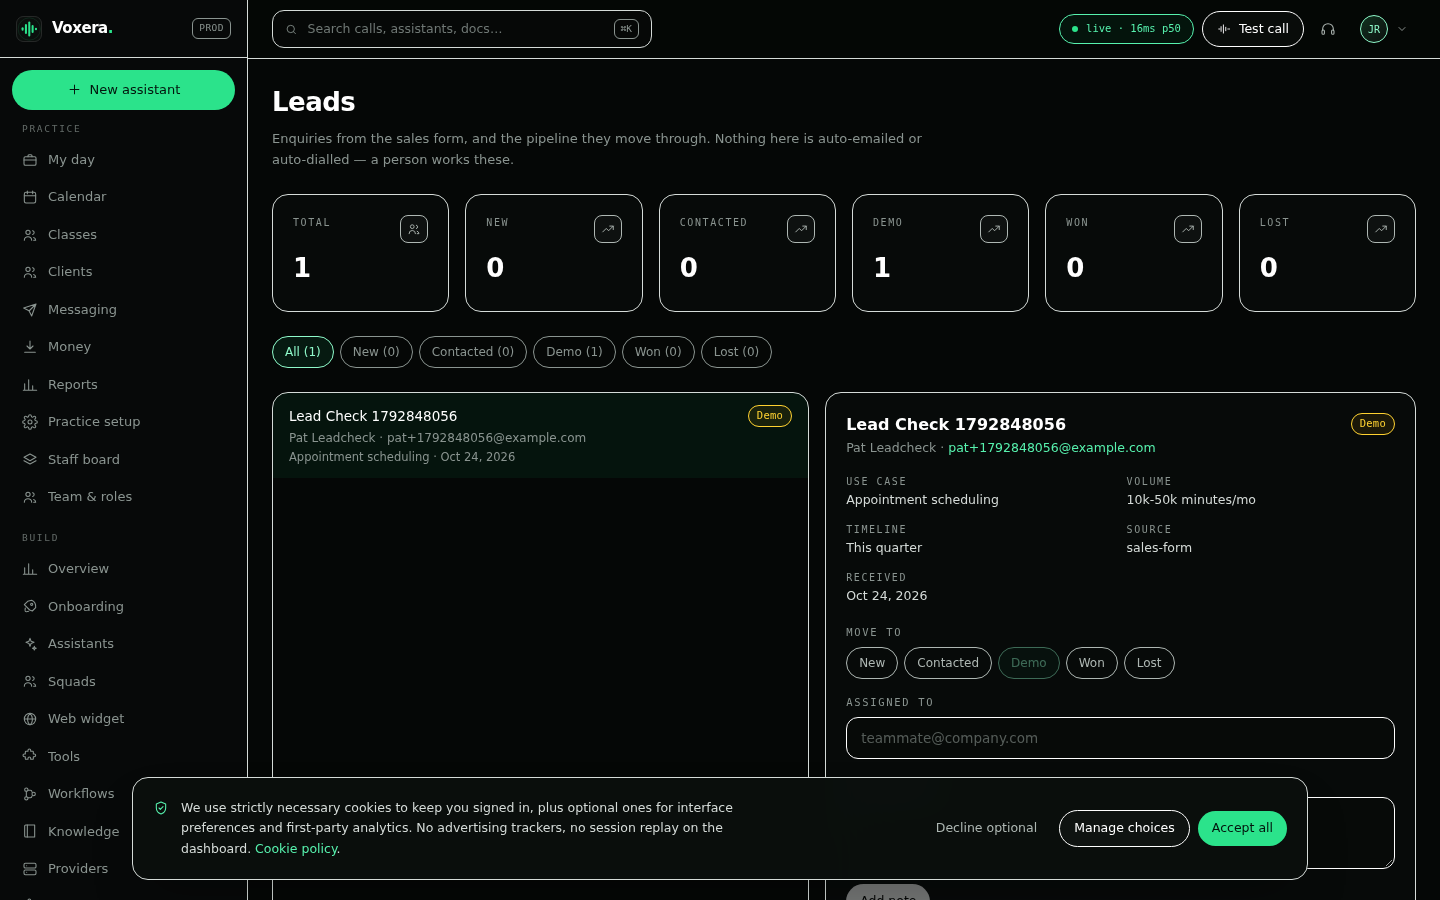 Voxera.
PROD
New assistant
PRACTICE
My day
Calendar
Classes
Clients
Messaging
Money
Reports
Practice setup
Staff board
Team & roles
BUILD
Overview
Onboarding
Assistants
Squads
Web widget
Tools
Workflows
Knowledge
Providers
Search calls, assistants, docs...
⌘K
live · 16ms p50
Test call
JR
Leads
Enquiries from the sales form, and the pipeline they move through. Nothing here is auto-emailed or
auto-dialled — a person works these.
TOTAL
1
NEW
0
CONTACTED
0
DEMO
1
WON
0
LOST
0
All (1)
New (0)
Contacted (0)
Demo (1)
Won (0)
Lost (0)
Lead Check 1792848056
Demo
Pat Leadcheck · pat+1792848056@example.com
Appointment scheduling · Oct 24, 2026
Lead Check 1792848056
Demo
Pat Leadcheck · pat+1792848056@example.com
USE CASE
Appointment scheduling
VOLUME
10k-50k minutes/mo
TIMELINE
This quarter
SOURCE
sales-form
RECEIVED
Oct 24, 2026
MOVE TO
New
Contacted
Demo
Won
Lost
ASSIGNED TO
teammate@company.com
Add note
We use strictly necessary cookies to keep you signed in, plus optional ones for interface
preferences and first-party analytics. No advertising trackers, no session replay on the
dashboard. Cookie policy.
Decline optional
Manage choices
Accept all